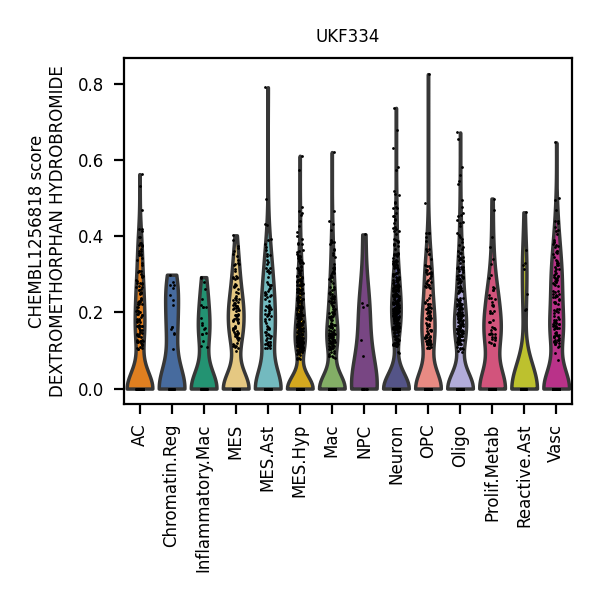 UKF334
CHEMBL1256818 score
DEXTROMETHORPHAN HYDROBROMIDE
0.8
0.6
0.4
0.2
0.0
AC
Chromatin.Reg
Inflammatory.Mac
MES
MES.Ast
MES.Hyp
Mac
NPC
Neuron
OPC
Oligo
Prolif.Metab
Reactive.Ast
Vasc